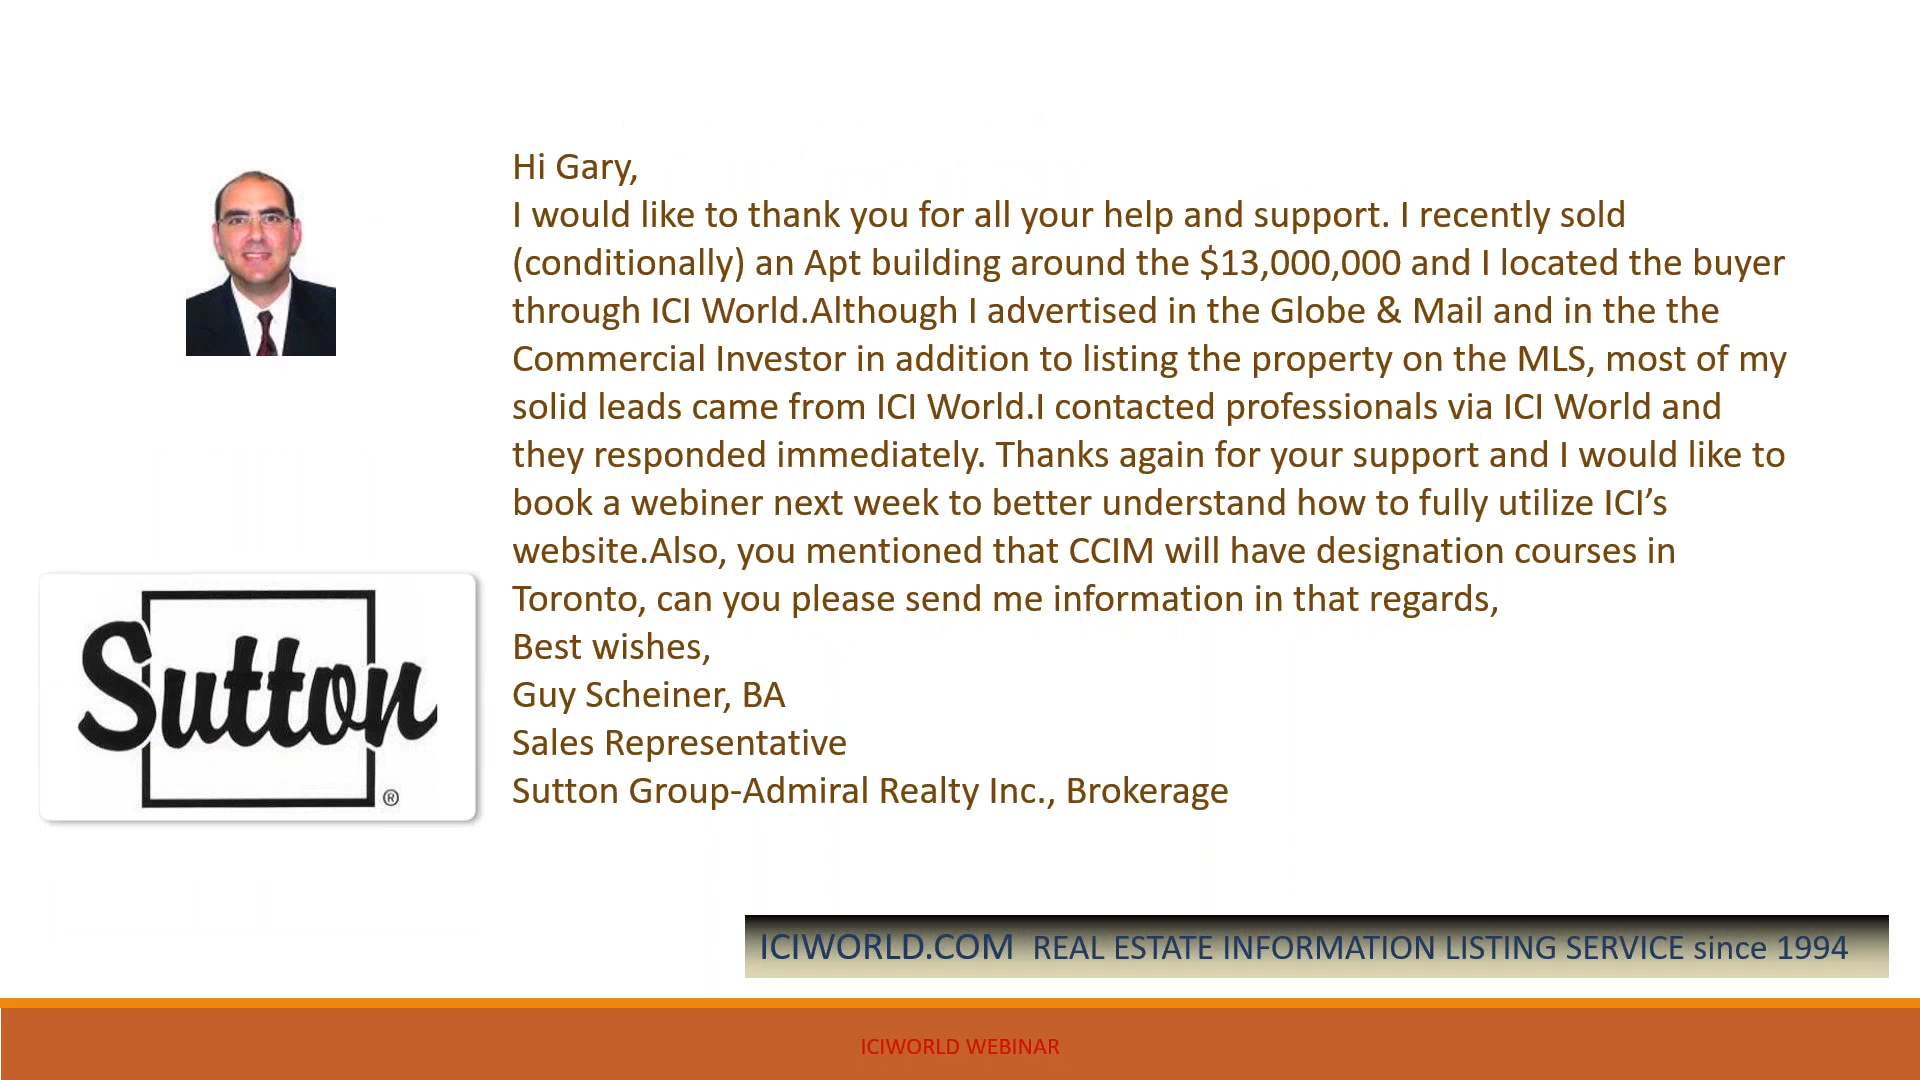 Hi Gary,
I would like to thank you for all your help and support. I recently sold
(conditionally) an Apt building around the $13,000,000 and I located the buyer
through ICI World.Although I advertised in the Globe & Mail and in the the
Commercial Investor in addition to listing the property on the MLS, most of my
solid leads came from ICI World.I contacted professionals via ICI World and
they responded immediately. Thanks again for your support and I would like to
book a webiner next week to better understand how to fully utilize ICI’s
website.Also, you mentioned that CCIM will have designation courses in
Toronto, can you please send me information in that regards,
Best wishes,
Guy Scheiner, BA
Sales Representative
Sutton Group-Admiral Realty Inc., Brokerage
Sutton
®
ICIWORLD.COM REAL ESTATE INFORMATION LISTING SERVICE since 1994
ICIWORLD WEBINAR